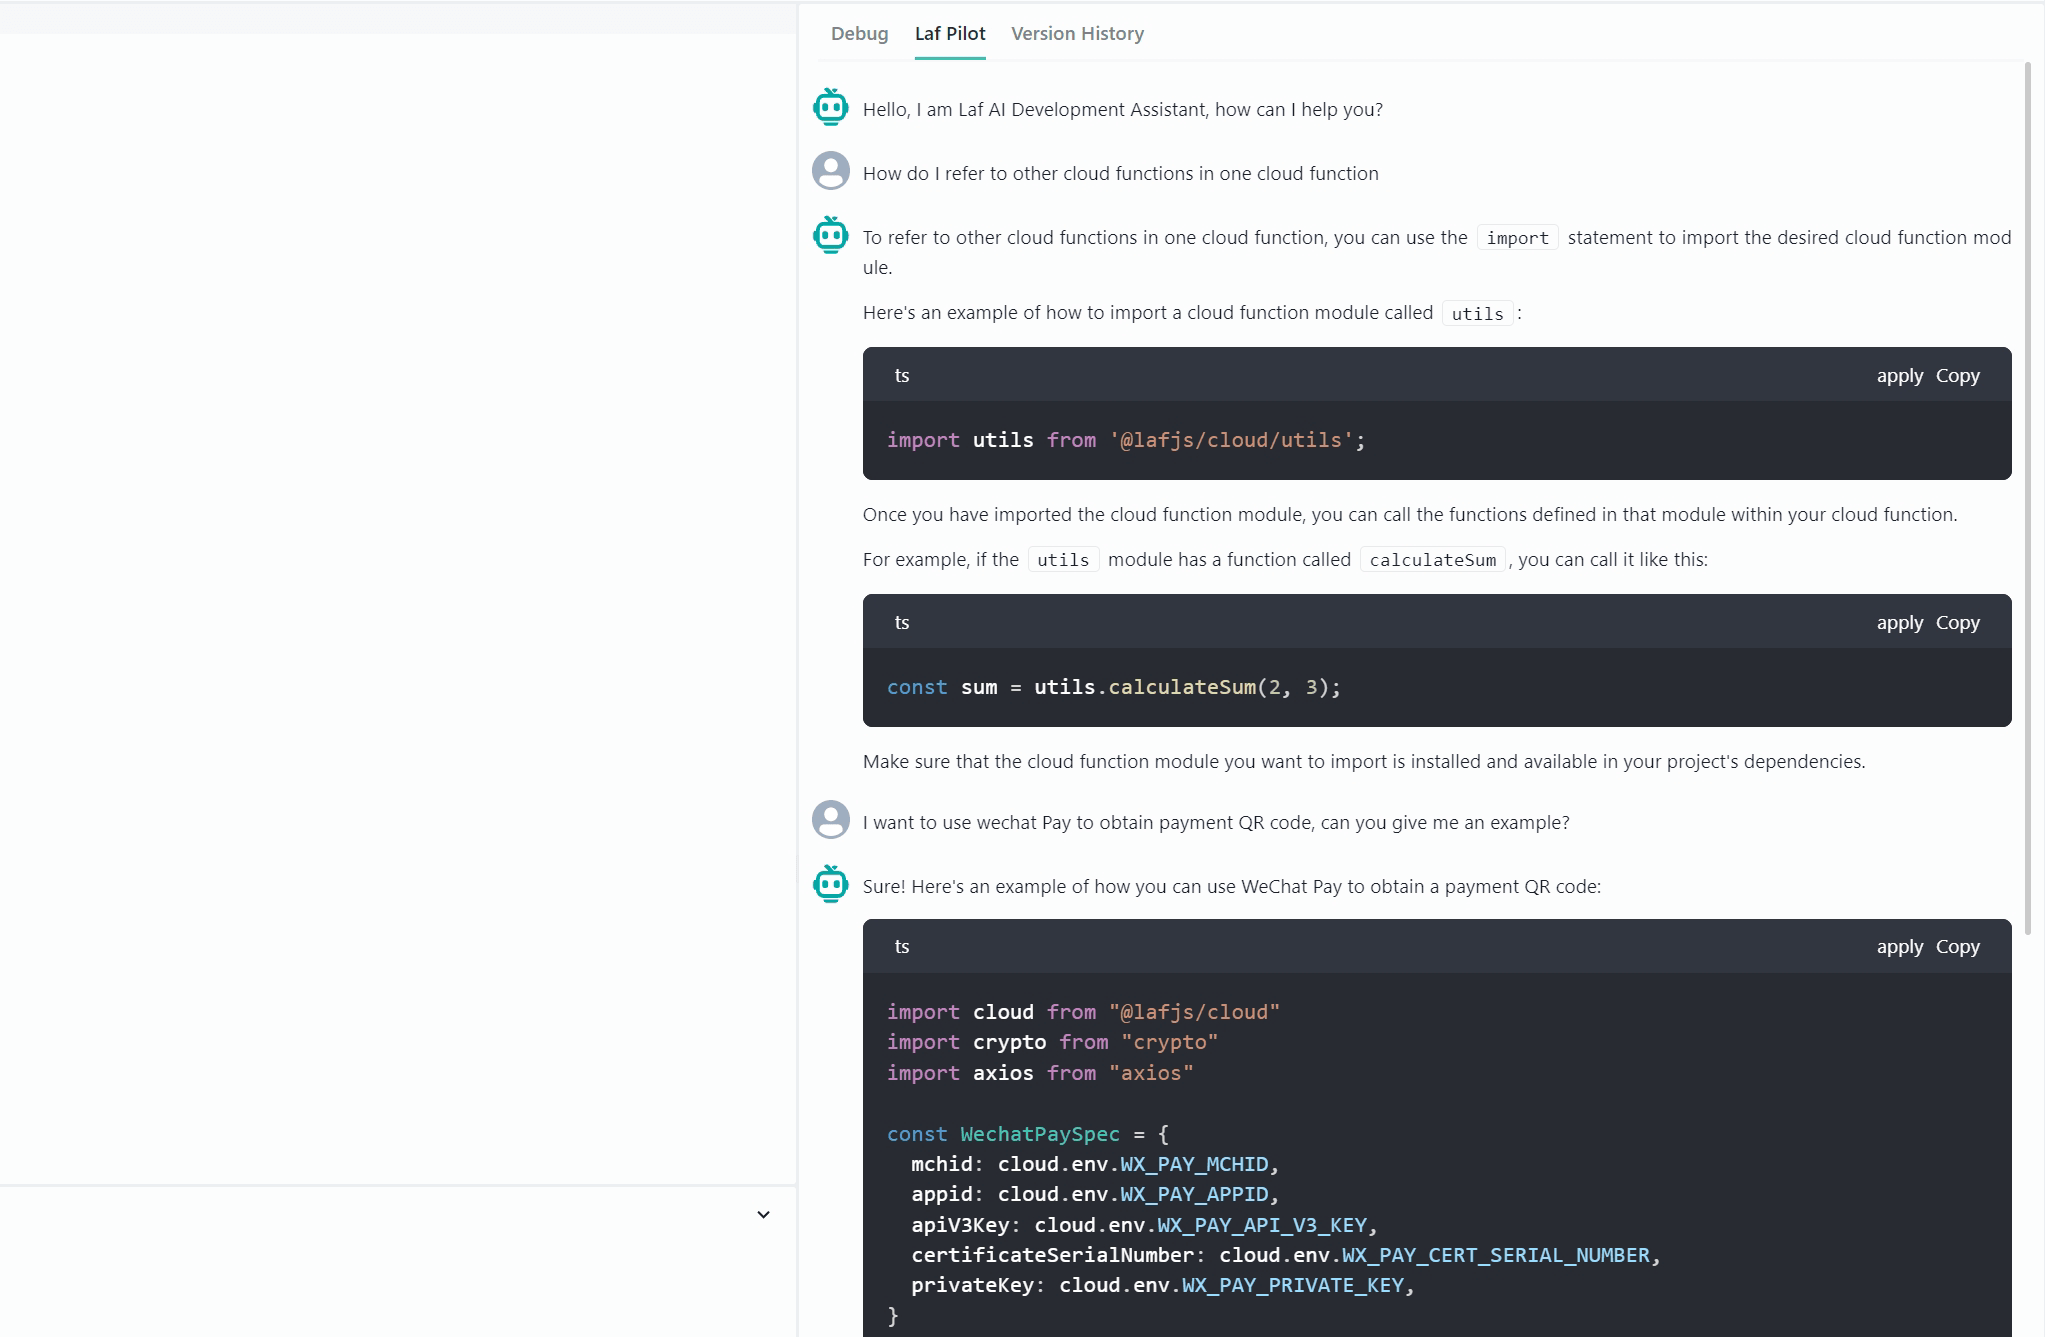 Debug Laf Pilot Version History
Hello, I am Laf AI Development Assistant, how can I help you?
How do I refer to other cloud functions in one cloud function
To refer to other cloud functions in one cloud function, you can use the import statement to import the desired cloud function mod
ule.
Here's an example of how to import a cloud function module called utils :
ts apply Copy
import utils from '@lafjs/cloud/utils';
Once you have imported the cloud function module, you can call the functions defined in that module within your cloud function.
For example, if the utils module has a function called calculateSum , you can call it like this:
ts apply Copy
const sum = utils.calculateSum(2, 3);
Make sure that the cloud function module you want to import is installed and available in your project's dependencies.
I want to use wechat Pay to obtain payment QR code, can you give me an example?
Sure! Here's an example of how you can use WeChat Pay to obtain a payment QR code:
ts apply Copy
import cloud from "@lafjs/cloud"
import crypto from "crypto"
import axios from "axios"
const WechatPaySpec = {
mchid: cloud.env.WX_PAY_MCHID,
appid: cloud.env.WX_PAY_APPID,
apiV3Key: cloud.env.WX_PAY_API_V3_KEY,
certificateSerialNumber: cloud.env.WX_PAY_CERT_SERIAL_NUMBER,
privateKey: cloud.env.WX_PAY_PRIVATE_KEY,
}